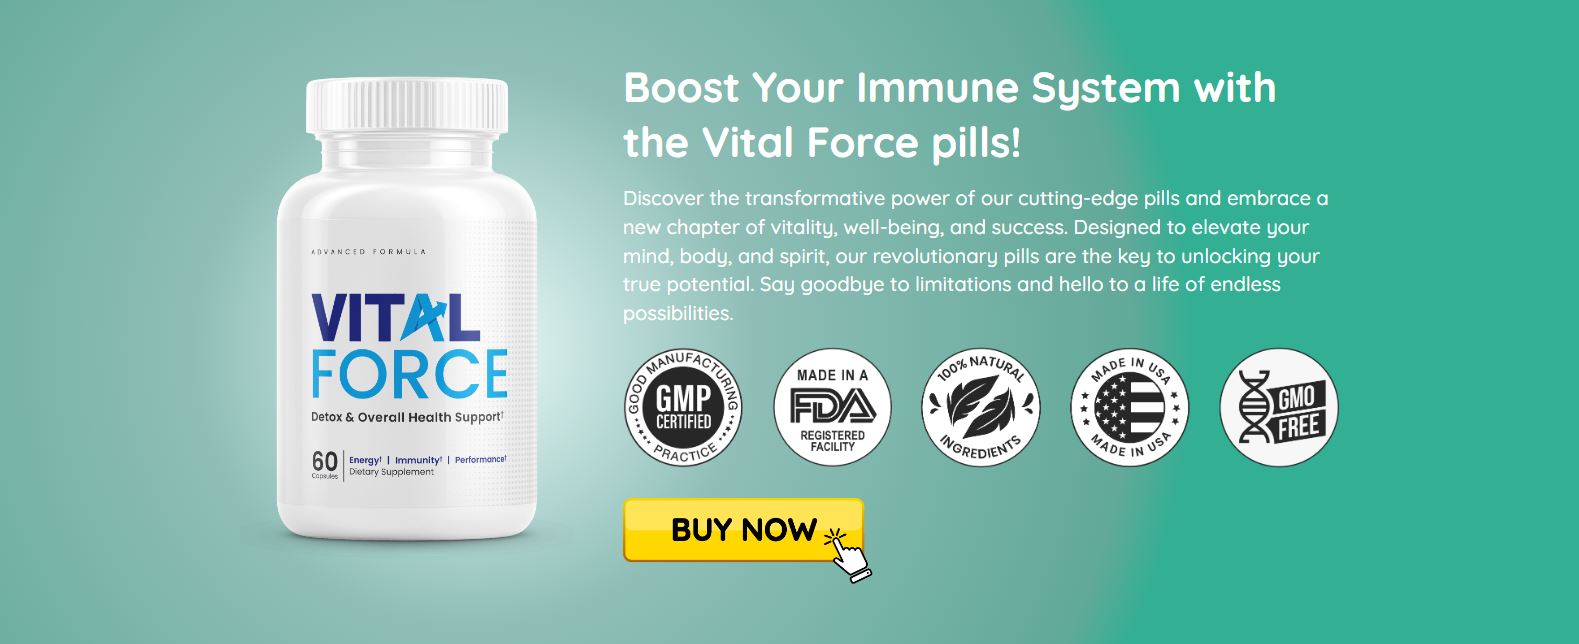 Boost Your Immune System with
the Vital Force pills!
Discover the transformative power of our cutting-edge pills and embrace a
new chapter of vitality, well-being, and success. Designed to elevate your
mind, body, and spirit, our revolutionary pills are the key to unlocking your
true potential. Say goodbye to limitations and hello to a life of endless
possibilities.
ADVANCED FORMULA
VITAL
FORCE
Detox & Overall Health Support†
60
Capsules
Energy† | Immunity† | Performance†
Dietary Supplement
GOOD MANUFACTURING
GMP
CERTIFIED
PRACTICE
MADE IN A
FDA
REGISTERED
FACILITY
100% NATURAL
INGREDIENTS
MADE IN USA
MADE IN USA
GMO
FREE
BUY NOW